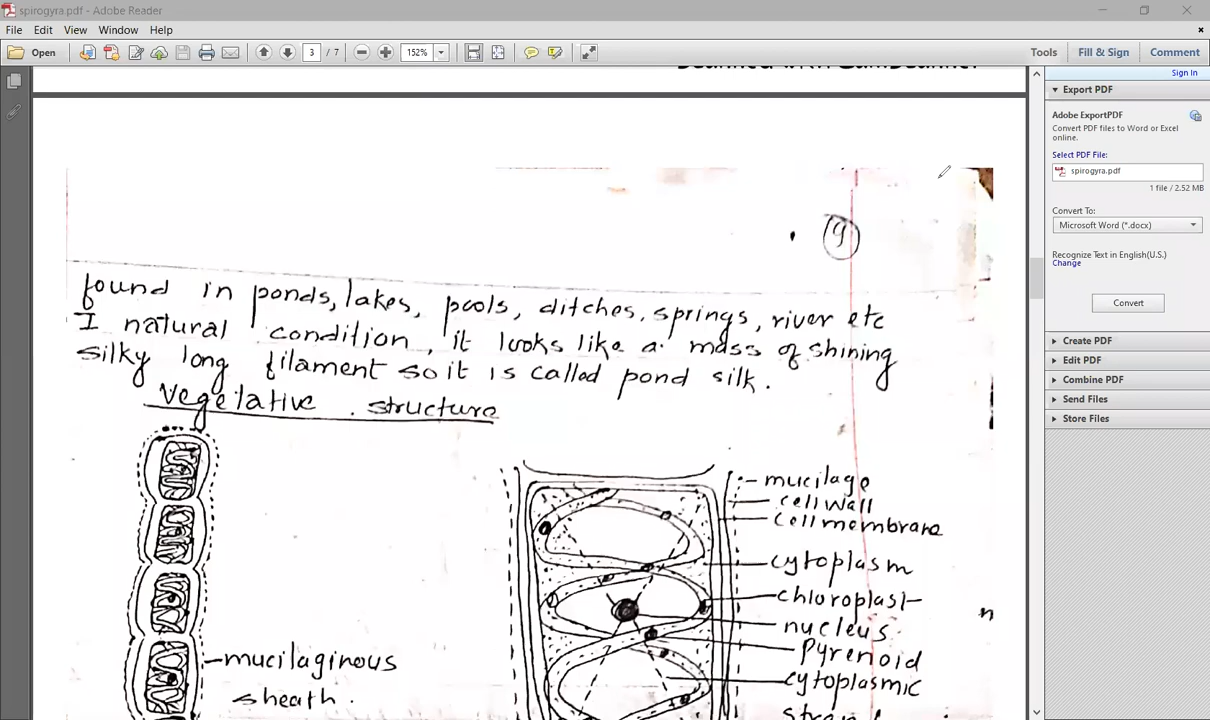 spirogyra.pdf - Adobe Reader
File Edit View Window Help
Open 3 / 7 152% Tools Fill & Sign Comment
Sign In
Export PDF
Adobe ExportPDF
Convert PDF files to Word or Excel
online.
Select PDF File:
spirogyra.pdf
1 file / 2.52 MB
Convert To:
Microsoft Word (*.docx)
Recognize Text in English(U.S.)
Change
Convert
Create PDF
Edit PDF
Combine PDF
Send Files
Store Files
found in ponds, lakes, pools, ditches, springs, river etc
I natural condition, it looks like a mass of shining
silky long filament so it is called pond silk.
Vegetative structure
mucilage
cell wall
cell membrane
cytoplasm
chloroplast
nucleus
pyrenoid
cytoplasmic
mucilaginous
sheath.
n